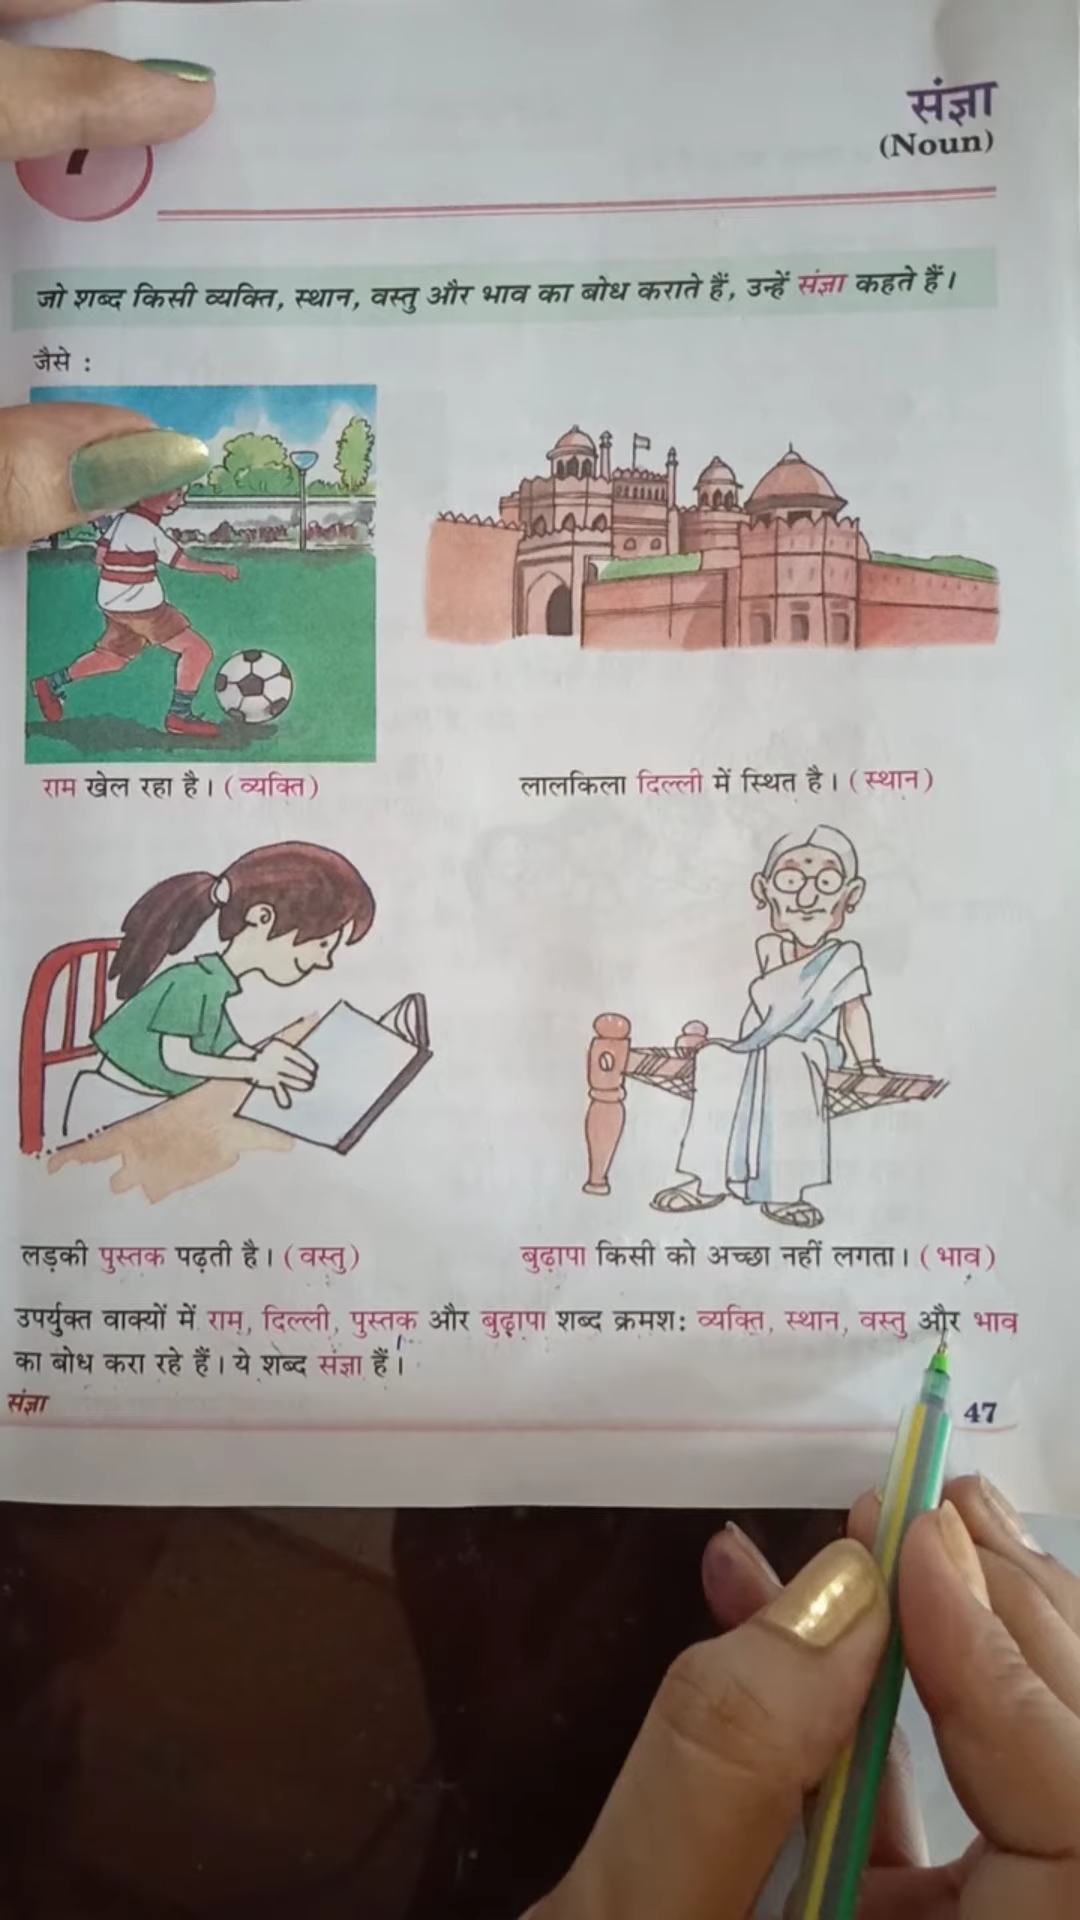 संज्ञा
(Noun)
जो शब्द किसी व्यक्ति, स्थान, वस्तु और भाव का बोध कराते हैं, उन्हें संज्ञा कहते हैं।
जैसे :
राम खेल रहा है। (व्यक्ति)
लालकिला दिल्ली में स्थित है। (स्थान)
लड़की पुस्तक पढ़ती है। (वस्तु)
बुढ़ापा किसी को अच्छा नहीं लगता। (भाव)
उपर्युक्त वाक्यों में राम, दिल्ली, पुस्तक और बुढ़ापा शब्द क्रमश: व्यक्ति, स्थान, वस्तु और भाव
का बोध करा रहे हैं। ये शब्द संज्ञा हैं।
संज्ञा
47